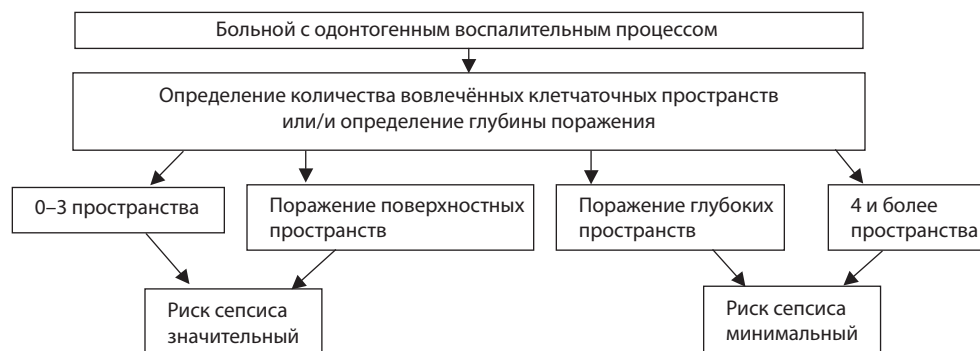 Больной с одонтогенным воспалительным процессом
Определение количества вовлечённых клетчаточных пространств
или/и определение глубины поражения
0–3 пространства
Поражение поверхностных
пространств
Поражение глубоких
пространств
4 и более
пространства
Риск сепсиса
значительный
Риск сепсиса
минимальный